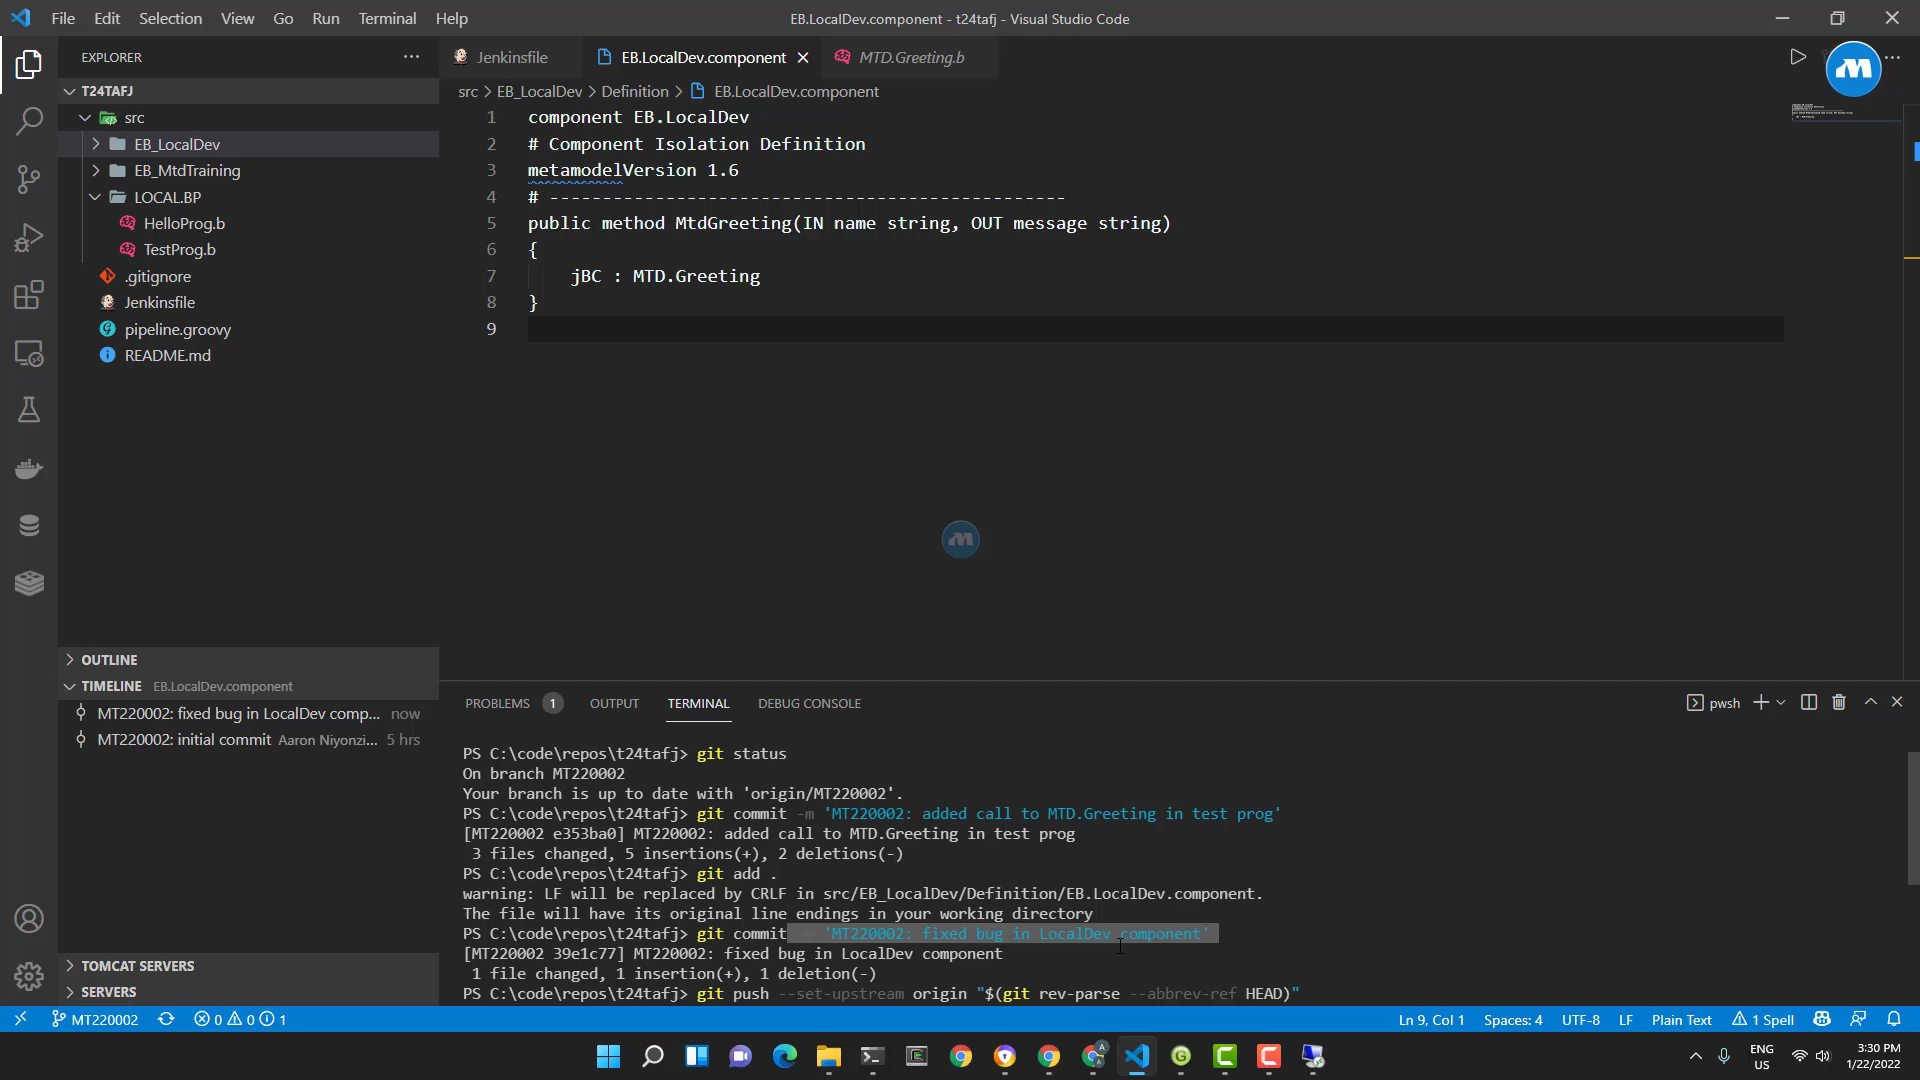 File Edit Selection View Go Run Terminal Help
EB.LocalDev.component - t24tafj - Visual Studio Code
EXPLORER
T24TAFJ
src
EB_LocalDev
EB_MtdTraining
LOCAL.BP
HelloProg.b
TestProg.b
.gitignore
Jenkinsfile
pipeline.groovy
README.md
OUTLINE
TIMELINE EB.LocalDev.component
MT220002: fixed bug in LocalDev comp... now
MT220002: initial commit Aaron Niyonzi... 5 hrs
TOMCAT SERVERS
SERVERS
Jenkinsfile EB.LocalDev.component MTD.Greeting.b
src > EB_LocalDev > Definition > EB.LocalDev.component
1 component EB.LocalDev
2 # Component Isolation Definition
3 metamodelVersion 1.6
4 # -------------------------------------------------
5 public method MtdGreeting(IN name string, OUT message string)
6 {
7 jBC : MTD.Greeting
8 }
9
PROBLEMS 1 OUTPUT TERMINAL DEBUG CONSOLE
pwsh
PS C:\code\repos\t24tafj> git status
On branch MT220002
Your branch is up to date with 'origin/MT220002'.
PS C:\code\repos\t24tafj> git commit -m 'MT220002: added call to MTD.Greeting in test prog'
[MT220002 e353ba0] MT220002: added call to MTD.Greeting in test prog
3 files changed, 5 insertions(+), 2 deletions(-)
PS C:\code\repos\t24tafj> git add .
warning: LF will be replaced by CRLF in src/EB_LocalDev/Definition/EB.LocalDev.component.
The file will have its original line endings in your working directory
PS C:\code\repos\t24tafj> git commit -m 'MT220002: fixed bug in LocalDev component'
[MT220002 39e1c77] MT220002: fixed bug in LocalDev component
1 file changed, 1 insertion(+), 1 deletion(-)
PS C:\code\repos\t24tafj> git push --set-upstream origin "$(git rev-parse --abbrev-ref HEAD)"
MT220002 0 0 1
Ln 9, Col 1 Spaces: 4 UTF-8 LF Plain Text 1 Spell
ENG
US
3:30 PM
1/22/2022